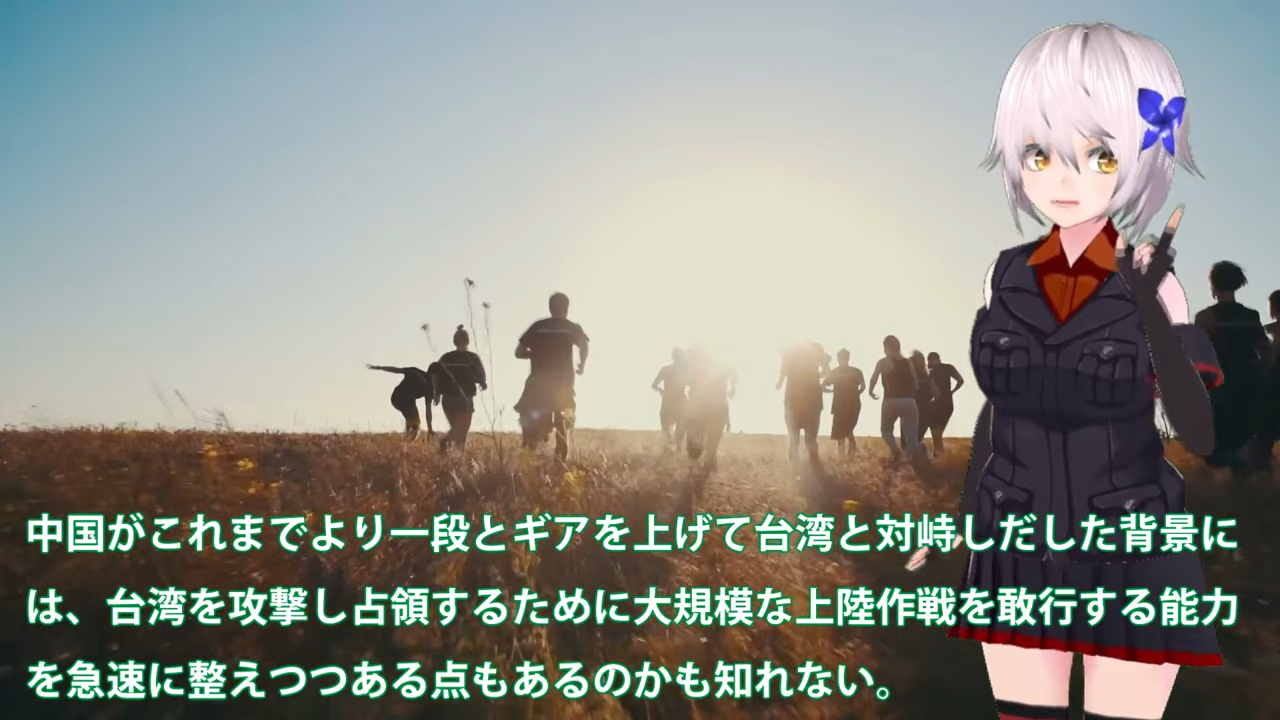 中国がこれまでより一段とギアを上げて台湾と対峙しだした背景に
は、台湾を攻撃し占領するために大規模な上陸作戦を敢行する能力
を急速に整えつつある点もあるのかも知れない。